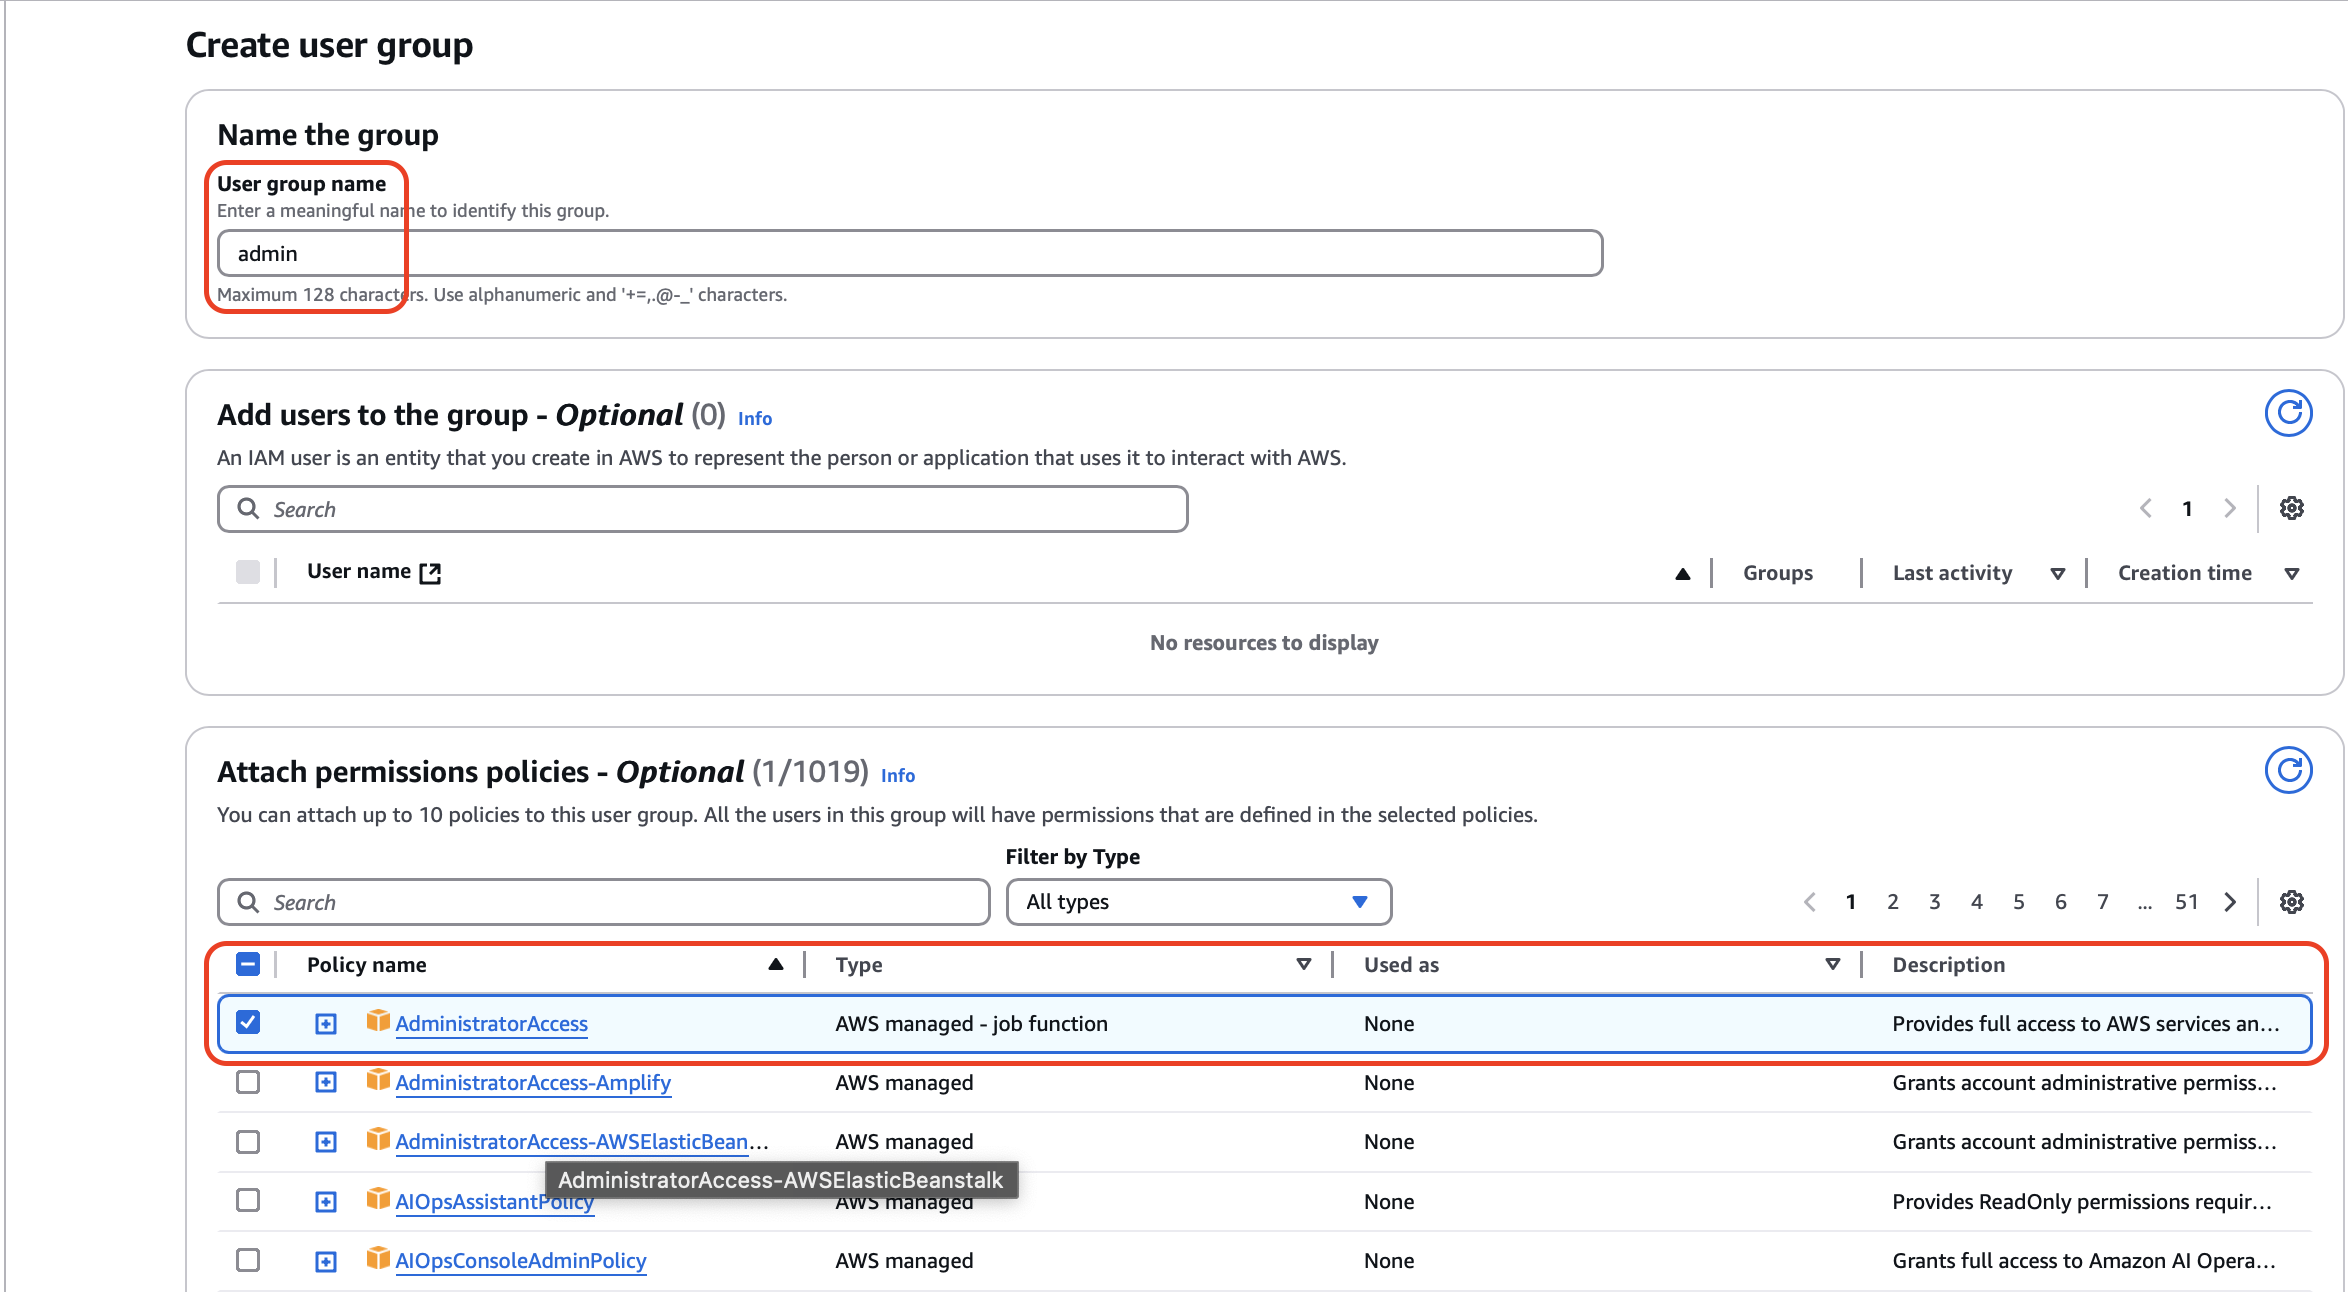 Create user group
Name the group
User group name
Enter a meaningful name to identify this group.
admin
Maximum 128 characters. Use alphanumeric and '+=,.@-_' characters.
Add users to the group - Optional (0) Info
An IAM user is an entity that you create in AWS to represent the person or application that uses it to interact with AWS.
Search
1
User name Groups Last activity Creation time
No resources to display
Attach permissions policies - Optional (1/1019) Info
You can attach up to 10 policies to this user group. All the users in this group will have permissions that are defined in the selected policies.
Filter by Type
Search All types 1 2 3 4 5 6 7 ... 51
Policy name Type Used as Description
AdministratorAccess AWS managed - job function None Provides full access to AWS services an...
AdministratorAccess-Amplify AWS managed None Grants account administrative permiss...
AdministratorAccess-AWSElasticBean... AWS managed None Grants account administrative permiss...
AdministratorAccess-AWSElasticBeanstalk
AIOpsAssistantPolicy AWS managed None Provides ReadOnly permissions requir...
AIOpsConsoleAdminPolicy AWS managed None Grants full access to Amazon AI Opera...